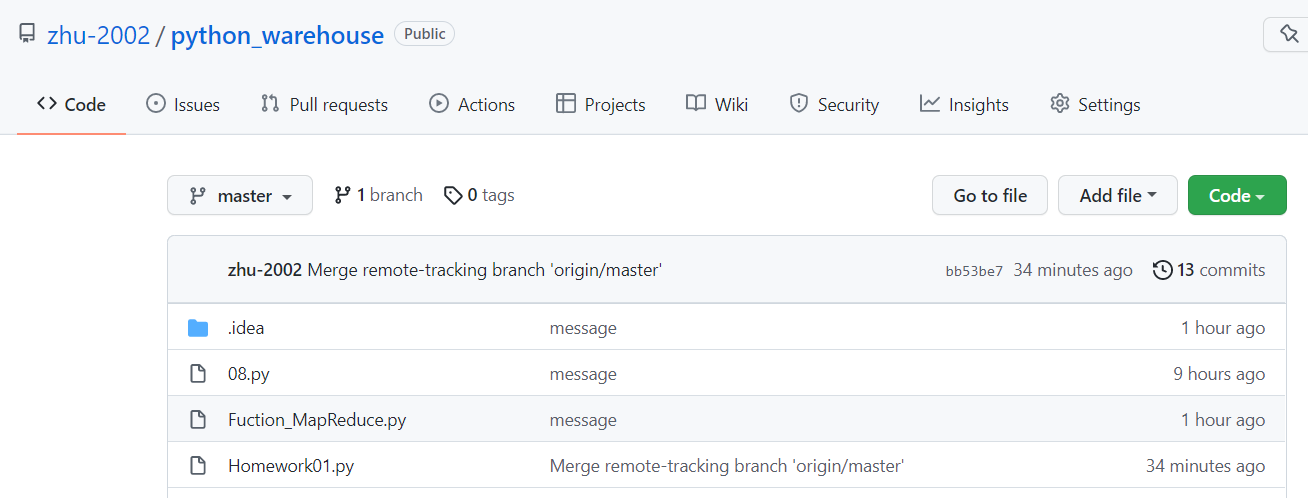 zhu-2002 / python_warehouse Public
Code Issues Pull requests Actions Projects Wiki Security Insights Settings
master 1 branch 0 tags Go to file Add file Code
zhu-2002 Merge remote-tracking branch 'origin/master' bb53be7 34 minutes ago 13 commits
.idea message 1 hour ago
08.py message 9 hours ago
Fuction_MapReduce.py message 1 hour ago
Homework01.py Merge remote-tracking branch 'origin/master' 34 minutes ago